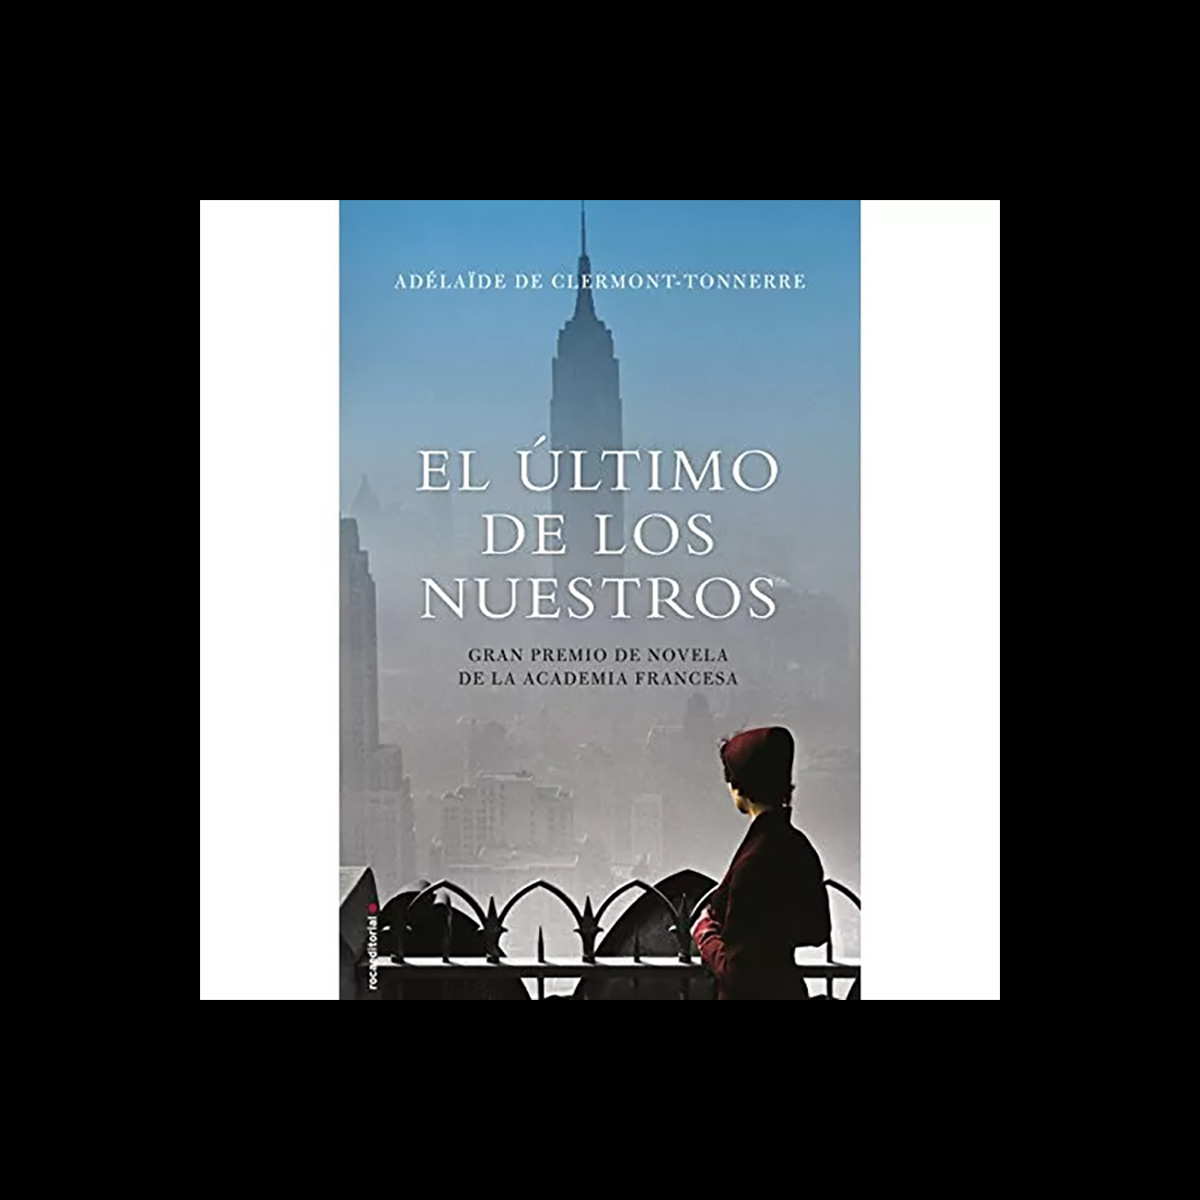 ADÉLAÏDE DE CLERMONT-TONNERRE
EL ÚLTIMO
DE LOS
NUESTROS
GRAN PREMIO DE NOVELA
DE LA ACADEMIA FRANCESA
rocaeditorial